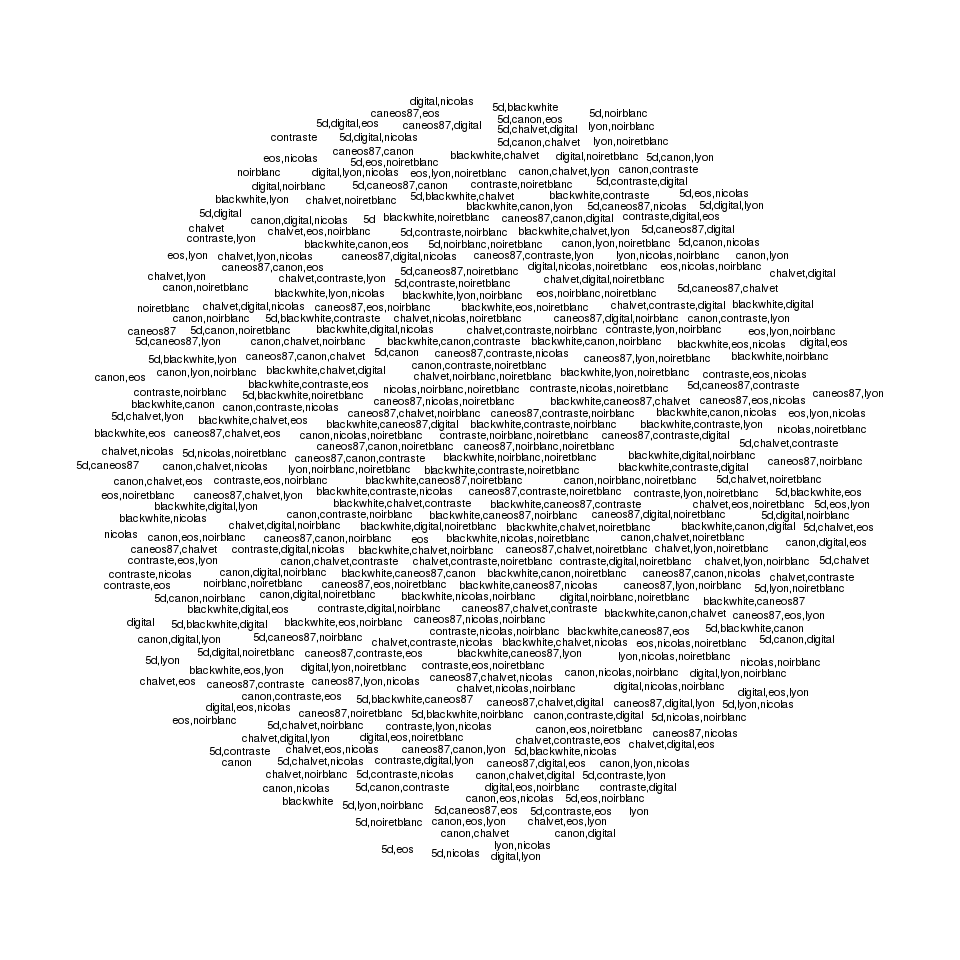 digital,nicolas
5d,blackwhite
caneos87,eos
5d,noirblanc
5d,canon,eos
5d,digital,eos
caneos87,digital
lyon,noirblanc
5d,chalvet,digital
contraste
5d,digital,nicolas
5d,canon,chalvet
lyon,noiretblanc
caneos87,canon
blackwhite,chalvet
digital,noiretblanc
5d,canon,lyon
eos,nicolas
5d,eos,noiretblanc
noirblanc
digital,lyon,nicolas
eos,lyon,noiretblanc
canon,chalvet,lyon
canon,contraste
digital,noirblanc
5d,caneos87,canon
contraste,noiretblanc
5d,contraste,digital
blackwhite,lyon
chalvet,noiretblanc
5d,blackwhite,chalvet
blackwhite,contraste
5d,eos,nicolas
blackwhite,canon,lyon
5d,caneos87,nicolas
5d,digital,lyon
5d,digital
canon,digital,nicolas
5d
blackwhite,noiretblanc
caneos87,canon,digital
contraste,digital,eos
chalvet
chalvet,eos,noirblanc
5d,contraste,noirblanc
blackwhite,chalvet,lyon
5d,caneos87,digital
contraste,lyon
blackwhite,canon,eos
5d,noirblanc,noiretblanc
canon,lyon,noiretblanc
5d,canon,nicolas
eos,lyon
chalvet,lyon,nicolas
caneos87,digital,nicolas
caneos87,contraste,lyon
lyon,nicolas,noirblanc
canon,lyon
caneos87,canon,eos
5d,caneos87,noiretblanc
digital,nicolas,noiretblanc
eos,nicolas,noirblanc
chalvet,digital
chalvet,lyon
chalvet,contraste,lyon
5d,contraste,noiretblanc
chalvet,digital,noiretblanc
canon,noiretblanc
blackwhite,lyon,nicolas
blackwhite,lyon,noirblanc
eos,noirblanc,noiretblanc
5d,caneos87,chalvet
noiretblanc
chalvet,digital,nicolas
caneos87,eos,noirblanc
blackwhite,eos,noiretblanc
chalvet,contraste,digital
blackwhite,digital
canon,noirblanc
5d,blackwhite,contraste
chalvet,nicolas,noiretblanc
caneos87,digital,noirblanc
canon,contraste,lyon
caneos87
5d,canon,noiretblanc
blackwhite,digital,nicolas
chalvet,contraste,noirblanc
contraste,lyon,noirblanc
eos,lyon,noirblanc
5d,caneos87,lyon
canon,chalvet,noirblanc
blackwhite,canon,contraste
blackwhite,canon,noirblanc
blackwhite,eos,nicolas
digital,eos
5d,blackwhite,lyon
caneos87,canon,chalvet
5d,canon
caneos87,contraste,nicolas
caneos87,lyon,noiretblanc
blackwhite,noirblanc
canon,lyon,noirblanc
blackwhite,chalvet,digital
canon,contraste,noiretblanc
blackwhite,lyon,noiretblanc
contraste,eos,nicolas
canon,eos
blackwhite,contraste,eos
chalvet,noirblanc,noiretblanc
5d,caneos87,contraste
contraste,noirblanc
5d,blackwhite,noiretblanc
nicolas,noirblanc,noiretblanc
contraste,nicolas,noiretblanc
caneos87,lyon
blackwhite,canon
canon,contraste,nicolas
caneos87,nicolas,noiretblanc
blackwhite,caneos87,chalvet
caneos87,eos,nicolas
5d,chalvet,lyon
blackwhite,chalvet,eos
caneos87,chalvet,noirblanc
caneos87,contraste,noirblanc
blackwhite,canon,nicolas
eos,lyon,nicolas
blackwhite,caneos87,digital
blackwhite,contraste,noirblanc
blackwhite,contraste,lyon
nicolas,noiretblanc
blackwhite,eos
caneos87,chalvet,eos
canon,nicolas,noiretblanc
contraste,noirblanc,noiretblanc
caneos87,contraste,digital
5d,chalvet,contraste
chalvet,nicolas
5d,nicolas,noiretblanc
caneos87,canon,noiretblanc
caneos87,noirblanc,noiretblanc
caneos87,canon,contraste
blackwhite,noirblanc,noiretblanc
blackwhite,digital,noirblanc
caneos87,noirblanc
5d,caneos87
canon,chalvet,nicolas
lyon,noirblanc,noiretblanc
blackwhite,contraste,noiretblanc
blackwhite,contraste,digital
canon,chalvet,eos
contraste,eos,noirblanc
blackwhite,caneos87,noiretblanc
canon,noirblanc,noiretblanc
5d,chalvet,noiretblanc
eos,noiretblanc
caneos87,chalvet,lyon
blackwhite,contraste,nicolas
caneos87,contraste,noiretblanc
contraste,lyon,noiretblanc
5d,blackwhite,eos
blackwhite,digital,lyon
blackwhite,chalvet,contraste
blackwhite,caneos87,contraste
chalvet,eos,noiretblanc
5d,eos,lyon
blackwhite,nicolas
canon,contraste,noirblanc
blackwhite,caneos87,noirblanc
caneos87,digital,noiretblanc
5d,digital,noirblanc
chalvet,digital,noirblanc
blackwhite,digital,noiretblanc
blackwhite,chalvet,noiretblanc
blackwhite,canon,digital
5d,chalvet,eos
nicolas
canon,eos,noirblanc
caneos87,canon,noirblanc
eos
blackwhite,nicolas,noiretblanc
canon,chalvet,noiretblanc
canon,digital,eos
caneos87,chalvet
contraste,digital,nicolas
blackwhite,chalvet,noirblanc
caneos87,chalvet,noiretblanc
chalvet,lyon,noiretblanc
contraste,eos,lyon
canon,chalvet,contraste
chalvet,contraste,noiretblanc
contraste,digital,noiretblanc
chalvet,lyon,noirblanc
5d,chalvet
contraste,nicolas
canon,digital,noirblanc
blackwhite,caneos87,canon
blackwhite,canon,noiretblanc
caneos87,canon,nicolas
chalvet,contraste
contraste,eos
noirblanc,noiretblanc
caneos87,eos,noiretblanc
blackwhite,caneos87,nicolas
caneos87,lyon,noirblanc
5d,lyon,noiretblanc
5d,canon,noirblanc
canon,digital,noiretblanc
blackwhite,nicolas,noirblanc
digital,noirblanc,noiretblanc
blackwhite,caneos87
blackwhite,digital,eos
contraste,digital,noirblanc
caneos87,chalvet,contraste
blackwhite,canon,chalvet
caneos87,eos,lyon
digital
5d,blackwhite,digital
blackwhite,eos,noirblanc
caneos87,nicolas,noirblanc
contraste,nicolas,noirblanc
blackwhite,caneos87,eos
5d,blackwhite,canon
canon,digital,lyon
5d,caneos87,noirblanc
chalvet,contraste,nicolas
blackwhite,chalvet,nicolas
eos,nicolas,noiretblanc
5d,canon,digital
5d,digital,noiretblanc
caneos87,contraste,eos
blackwhite,caneos87,lyon
lyon,nicolas,noiretblanc
5d,lyon
nicolas,noirblanc
blackwhite,eos,lyon
digital,lyon,noiretblanc
contraste,eos,noiretblanc
canon,nicolas,noirblanc
digital,lyon,noirblanc
chalvet,eos
caneos87,contraste
caneos87,lyon,nicolas
caneos87,chalvet,nicolas
chalvet,nicolas,noirblanc
digital,nicolas,noirblanc
digital,eos,lyon
canon,contraste,eos
5d,blackwhite,caneos87
caneos87,chalvet,digital
caneos87,digital,lyon
5d,lyon,nicolas
digital,eos,nicolas
caneos87,noiretblanc
5d,blackwhite,noirblanc
canon,contraste,digital
5d,nicolas,noirblanc
eos,noirblanc
5d,chalvet,noirblanc
contraste,lyon,nicolas
canon,eos,noiretblanc
caneos87,nicolas
chalvet,digital,lyon
digital,eos,noiretblanc
chalvet,contraste,eos
chalvet,digital,eos
5d,contraste
chalvet,eos,nicolas
caneos87,canon,lyon
5d,blackwhite,nicolas
canon
5d,chalvet,nicolas
contraste,digital,lyon
caneos87,digital,eos
canon,lyon,nicolas
chalvet,noirblanc
5d,contraste,nicolas
canon,chalvet,digital
5d,contraste,lyon
canon,nicolas
5d,canon,contraste
digital,eos,noirblanc
contraste,digital
blackwhite
5d,lyon,noirblanc
canon,eos,nicolas
5d,eos,noirblanc
5d,caneos87,eos
5d,contraste,eos
lyon
5d,noiretblanc
canon,eos,lyon
chalvet,eos,lyon
canon,chalvet
canon,digital
lyon,nicolas
5d,eos
5d,nicolas
digital,lyon